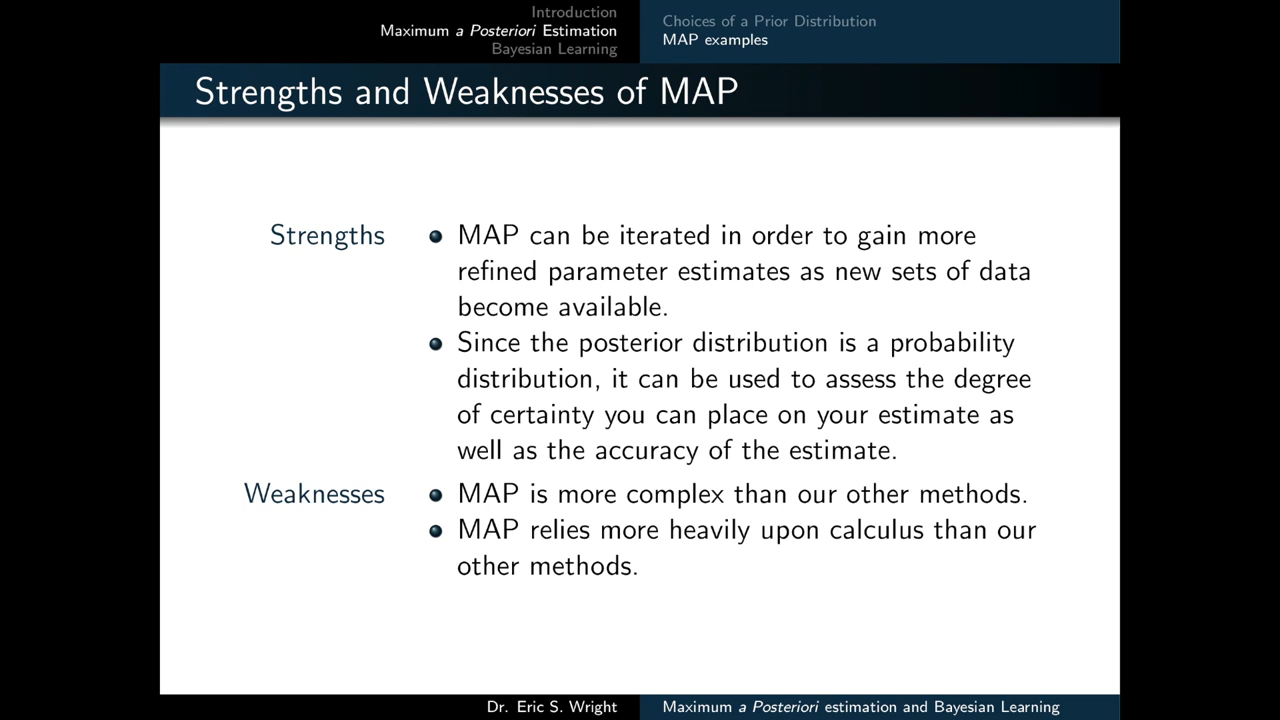 Introduction
Maximum a Posteriori Estimation
Bayesian Learning
Choices of a Prior Distribution
MAP examples
Strengths and Weaknesses of MAP
Strengths
MAP can be iterated in order to gain more
refined parameter estimates as new sets of data
become available.
Since the posterior distribution is a probability
distribution, it can be used to assess the degree
of certainty you can place on your estimate as
well as the accuracy of the estimate.
Weaknesses
MAP is more complex than our other methods.
MAP relies more heavily upon calculus than our
other methods.
Dr. Eric S. Wright
Maximum a Posteriori estimation and Bayesian Learning